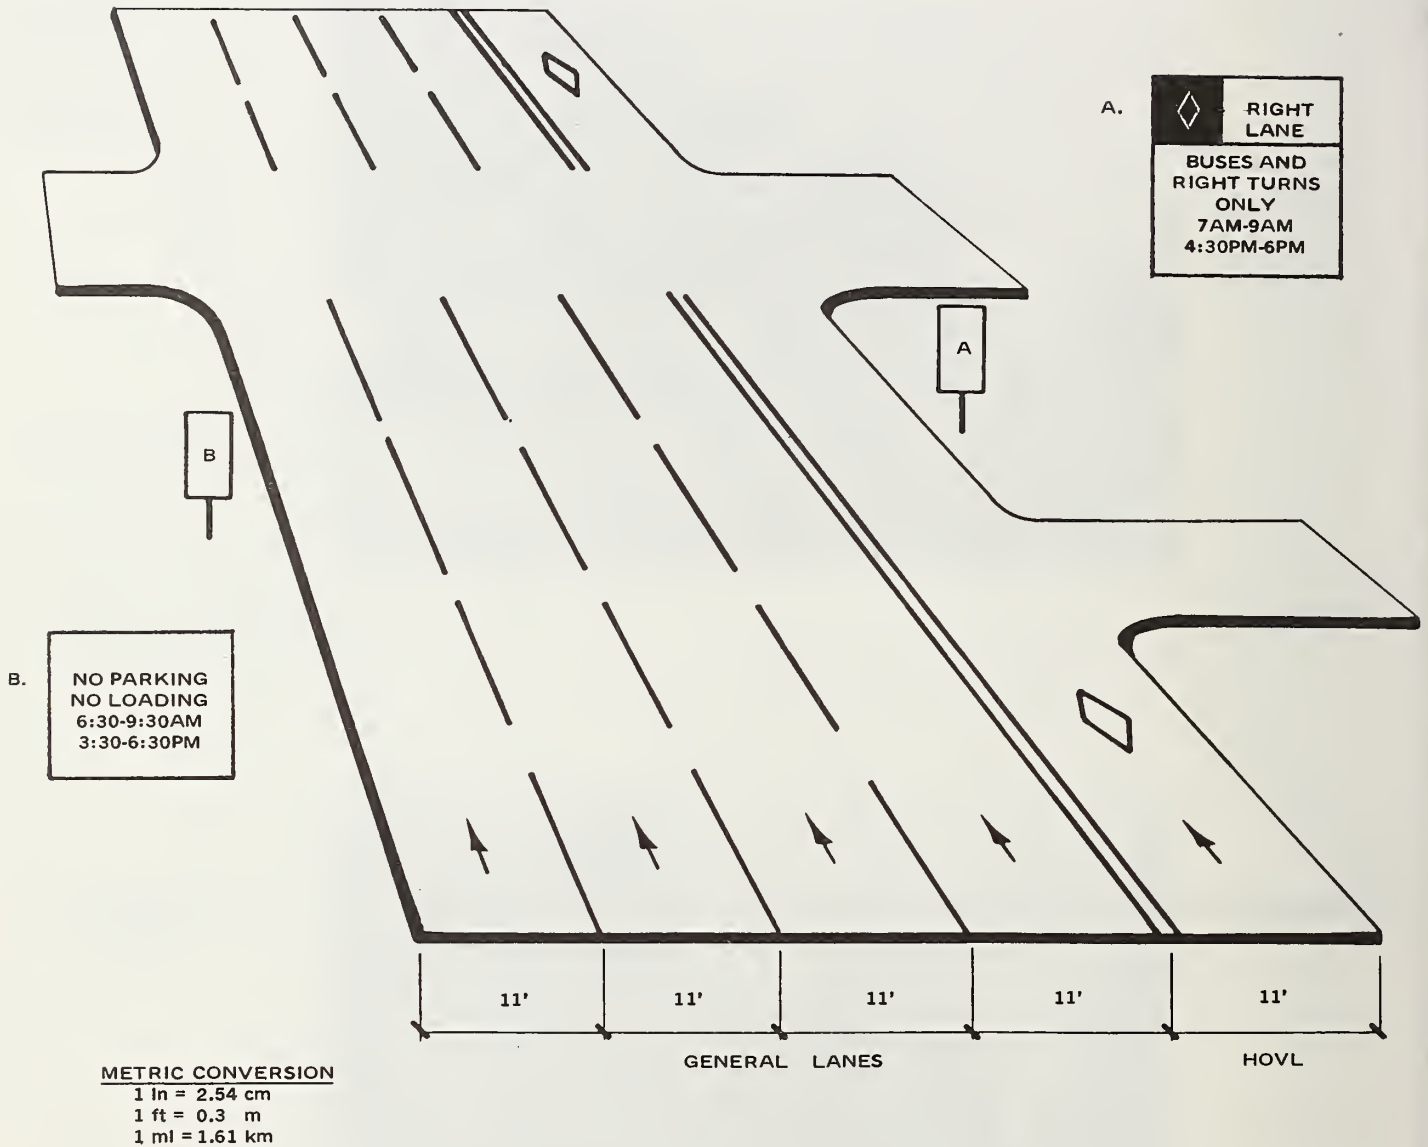 A.
RIGHT
LANE
BUSES AND
RIGHT TURNS
ONLY
7AM-9AM
4:30PM-6PM
A
B
B.
NO PARKING
NO LOADING
6:30-9:30AM
3:30-6:30PM
11' 11' 11' 11' 11'
GENERAL LANES HOVL
METRIC CONVERSION
1 in = 2.54 cm
1 ft = 0.3 m
1 mi = 1.61 km